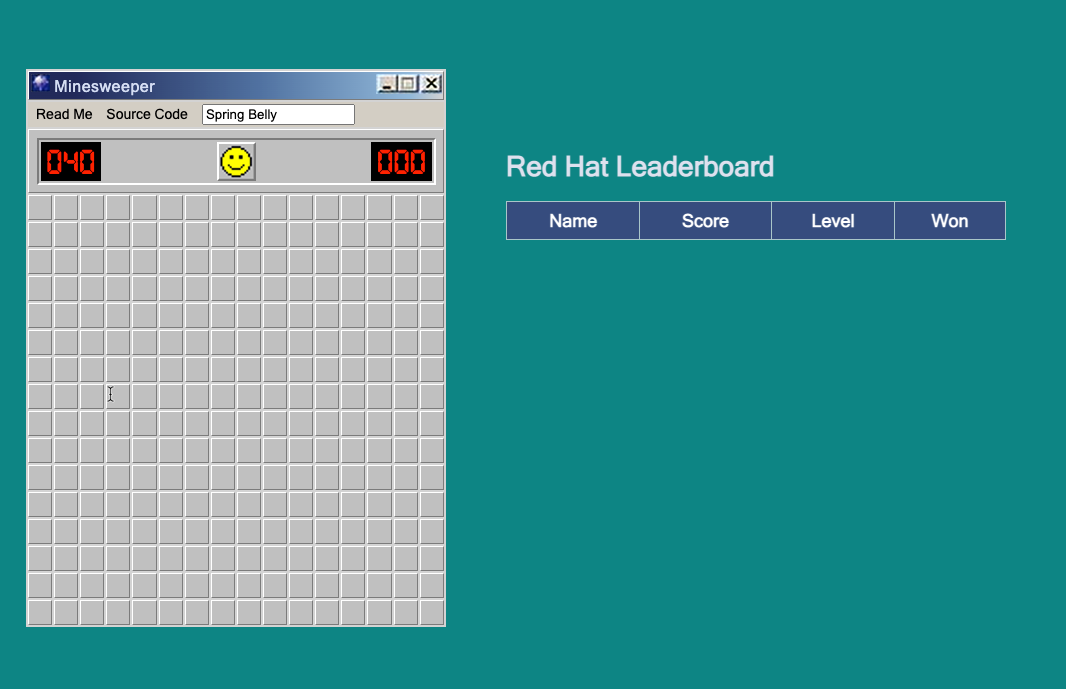 Minesweeper
Read Me Source Code Spring Belly
040 000
Red Hat Leaderboard
Name Score Level Won